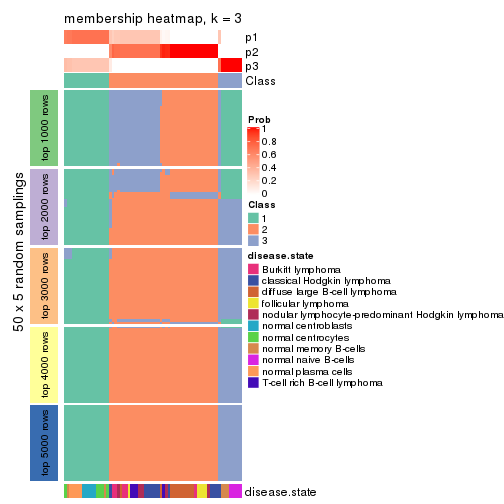 membership heatmap, k = 3
p1
p2
p3
Class
50 x 5 random samplings
top 1000 rows
top 2000 rows
top 3000 rows
top 4000 rows
top 5000 rows
Prob
1
0.8
0.6
0.4
0.2
0
Class
1
2
3
disease.state
Burkitt lymphoma
classical Hodgkin lymphoma
diffuse large B-cell lymphoma
follicular lymphoma
nodular lymphocyte-predominant Hodgkin lymphoma
normal centroblasts
normal centrocytes
normal memory B-cells
normal naive B-cells
normal plasma cells
T-cell rich B-cell lymphoma
disease.state